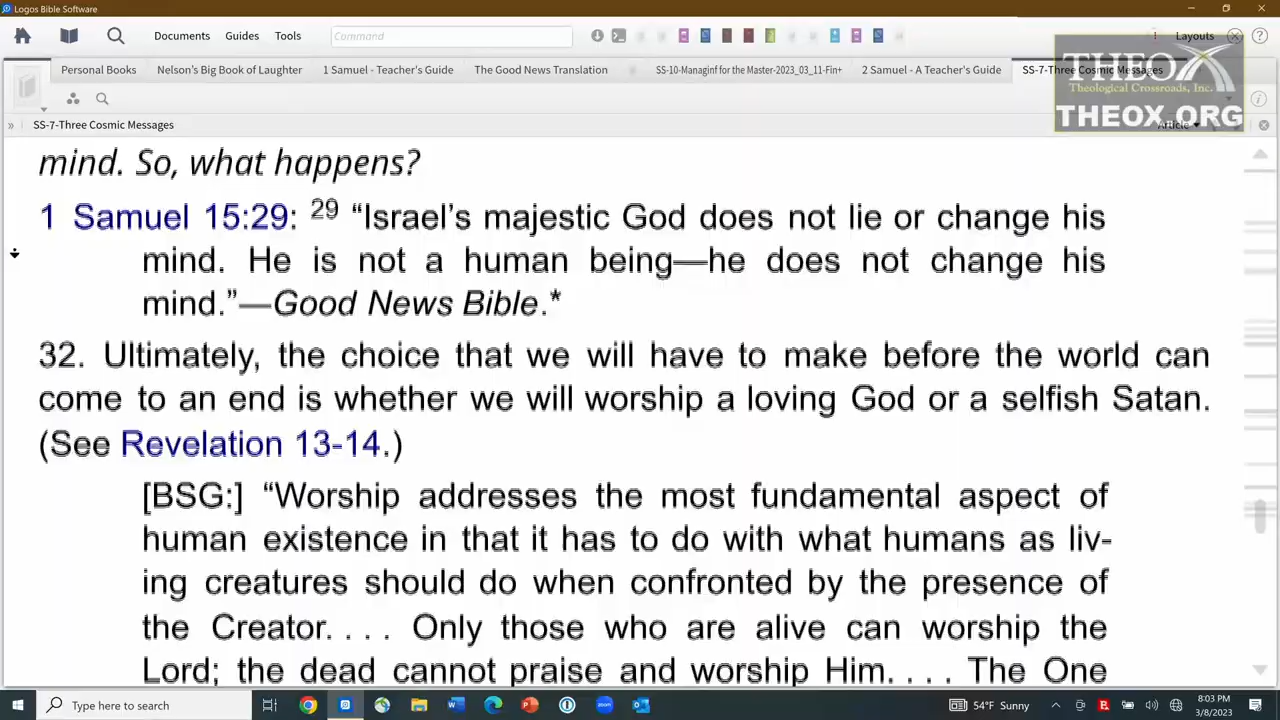 Logos Bible Software
Documents Guides Tools Command Layouts
Personal Books Nelson's Big Book of Laughter 1 Sam The Good News Translation SS-10-Managinf for the Master-2023_03_11-Fin+ 2 Samuel - A Teacher's Guide SS-7-Three Cosmic Messages
THEOX
Theological Crossroads, Inc.
THEOX.ORG
» SS-7-Three Cosmic Messages Article
mind. So, what happens?
1 Samuel 15:29: 29 “Israel’s majestic God does not lie or change his
mind. He is not a human being—he does not change his
mind.”—Good News Bible.*
32. Ultimately, the choice that we will have to make before the world can
come to an end is whether we will worship a loving God or a selfish Satan.
(See Revelation 13-14.)
[BSG:] “Worship addresses the most fundamental aspect of
human existence in that it has to do with what humans as liv-
ing creatures should do when confronted by the presence of
the Creator. . . . Only those who are alive can worship the
Lord; the dead cannot praise and worship Him. . . . The One
Type here to search 54°F Sunny 8:03 PM
3/8/2023